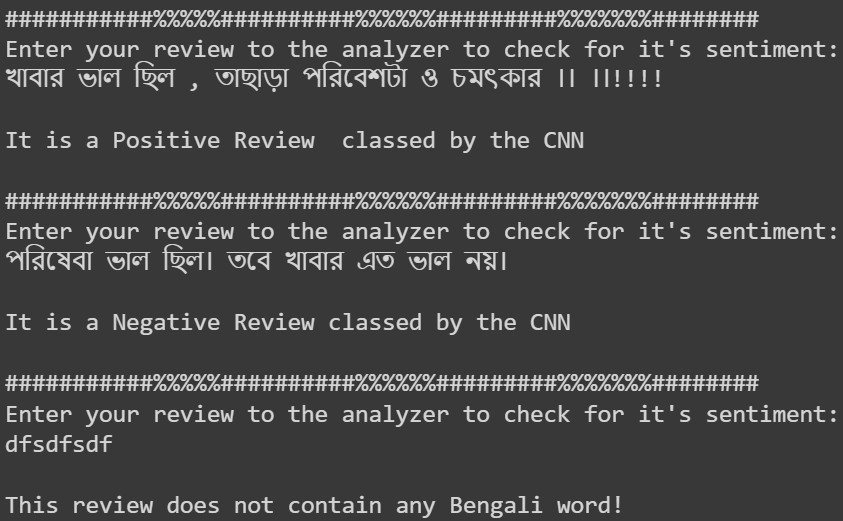 ###########%%%%%##########%%%%%%#########%%%%%%%########
Enter your review to the analyzer to check for it's sentiment:
খাবার ভাল ছিল , তাছাড়া পরিবেশটা ও চমৎকার ।। ।।!!!!
It is a Positive Review  classed by the CNN
###########%%%%%##########%%%%%%#########%%%%%%%########
Enter your review to the analyzer to check for it's sentiment:
পরিষেবা ভাল ছিল। তবে খাবার এত ভাল নয়।
It is a Negative Review classed by the CNN
###########%%%%%##########%%%%%%#########%%%%%%%########
Enter your review to the analyzer to check for it's sentiment:
dfsdfsdf
This review does not contain any Bengali word!